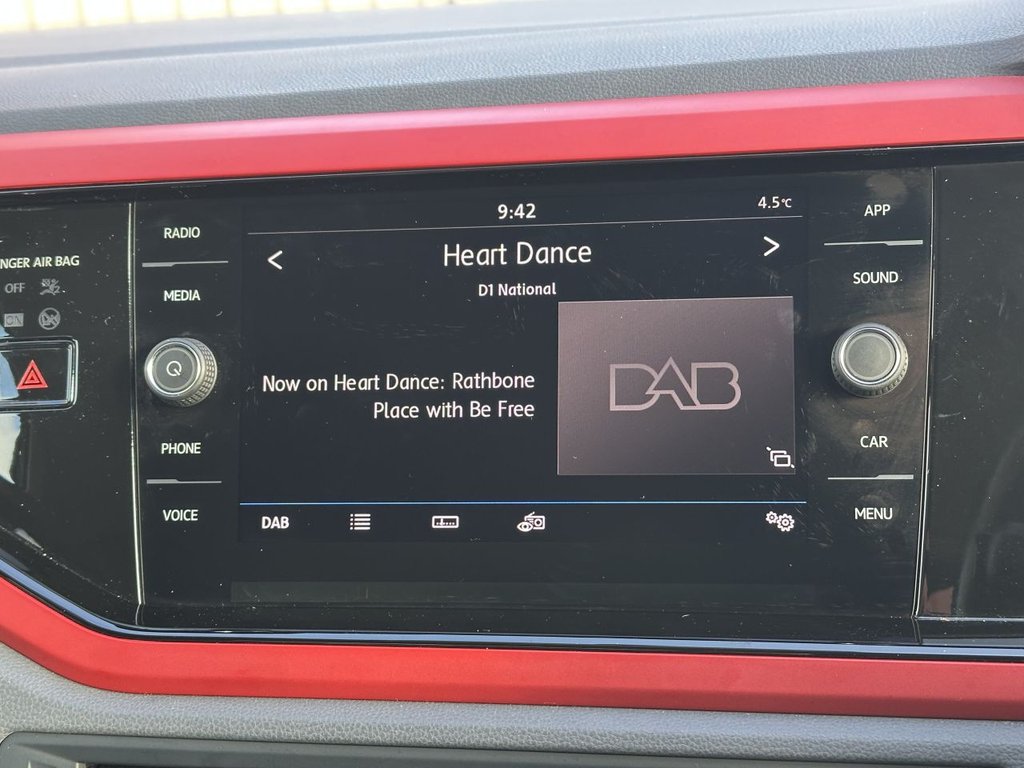 NGER AIR BAG
OFF
ON
RADIO
MEDIA
PHONE
VOICE
9:42
4.5°C
< Heart Dance >
D1 National
Now on Heart Dance: Rathbone
Place with Be Free
DAB
DAB
APP
SOUND
CAR
MENU